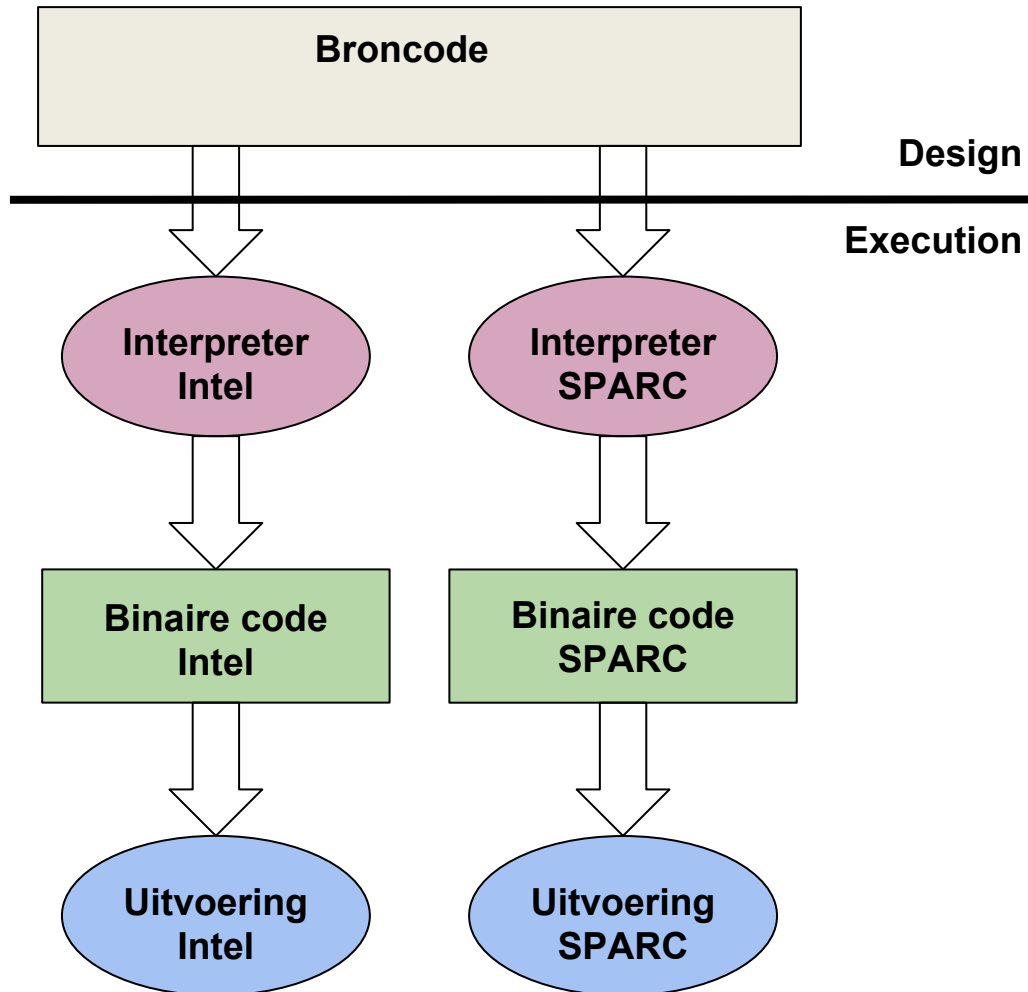 Broncode
Design
Execution
Interpreter
Intel
Interpreter
SPARC
Binaire code
Intel
Binaire code
SPARC
Uitvoering
Intel
Uitvoering
SPARC